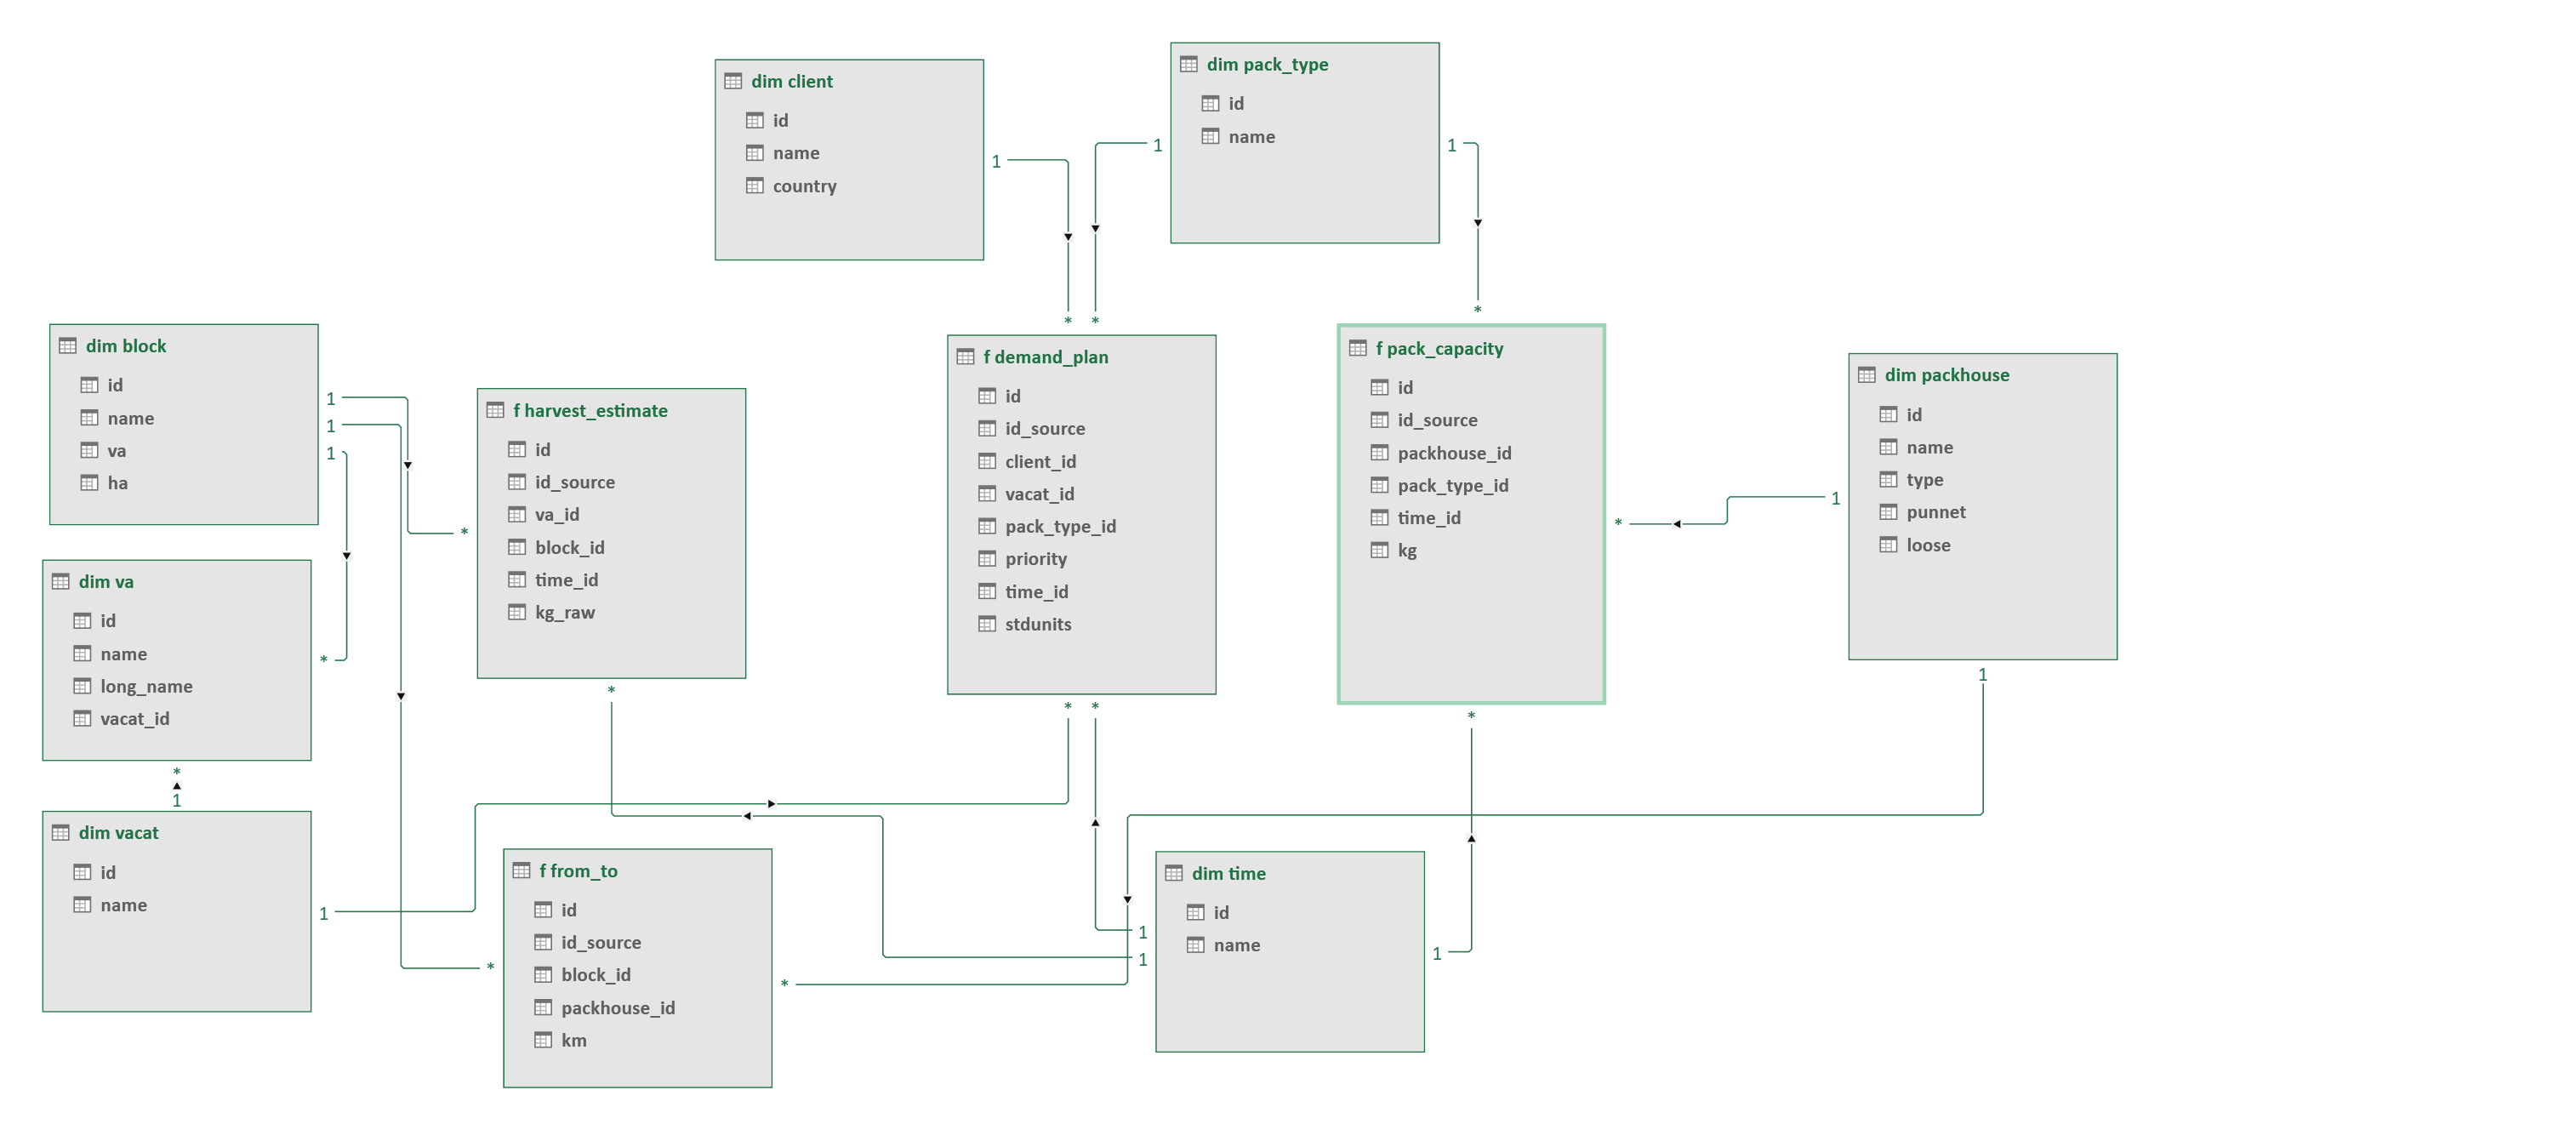 dim client
id
name
country
dim pack_type
id
name
1
1
1
*
*
*
dim block
id
name
va
ha
1
1
1
f harvest_estimate
id
id_source
va_id
block_id
time_id
kg_raw
*
*
f demand_plan
id
id_source
client_id
vacat_id
pack_type_id
priority
time_id
stdunits
*
*
f pack_capacity
id
id_source
packhouse_id
pack_type_id
time_id
kg
*
*
dim packhouse
id
name
type
punnet
loose
1
1
dim va
id
name
long_name
vacat_id
*
*
1
dim vacat
id
name
1
f from_to
id
id_source
block_id
packhouse_id
km
*
*
dim time
id
name
1
1
1